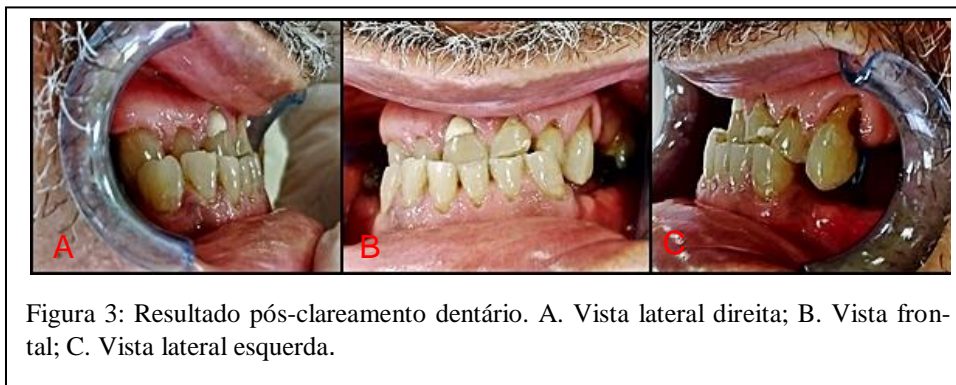 A
B
C
Figura 3: Resultado pós-clareamento dentário. A. Vista lateral direita; B. Vista fron-
tal; C. Vista lateral esquerda.